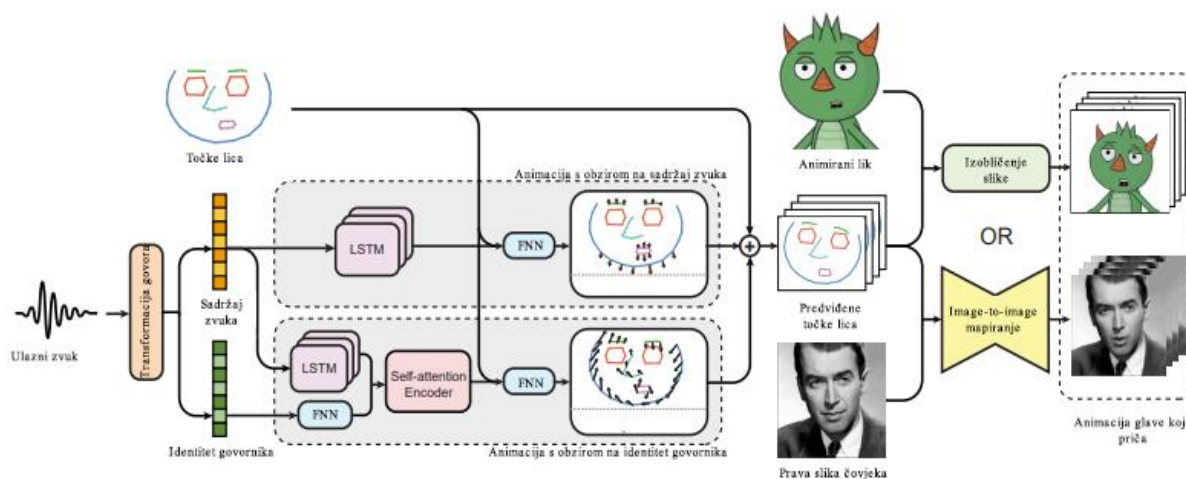 Točke lica
Ulazni zvuk
Transformacija govora
Sadržaj
zvuka
Identitet govornika
Animacija s obzirom na sadržaj zvuka
LSTM
FNN
LSTM
FNN
Self-attention
Encoder
FNN
Animacija s obzirom na identitet govornika
Animirani lik
Predviđene
točke lica
Prava slika čovjeka
Izobličenje
slike
OR
Image-to-image
mapiranje
Animacija glave koj
priča